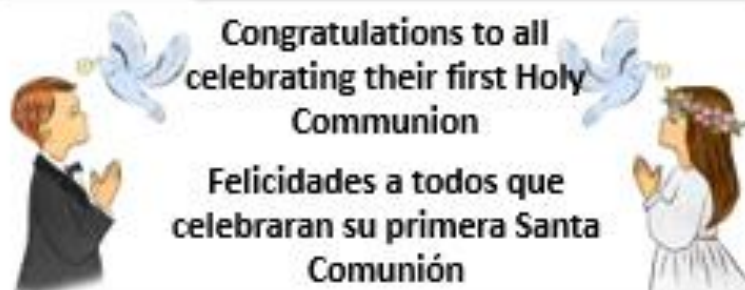 Congratulations to all
celebrating their first Holy
Communion
Felicidades a todos que
celebraran su primera Santa
Comunión